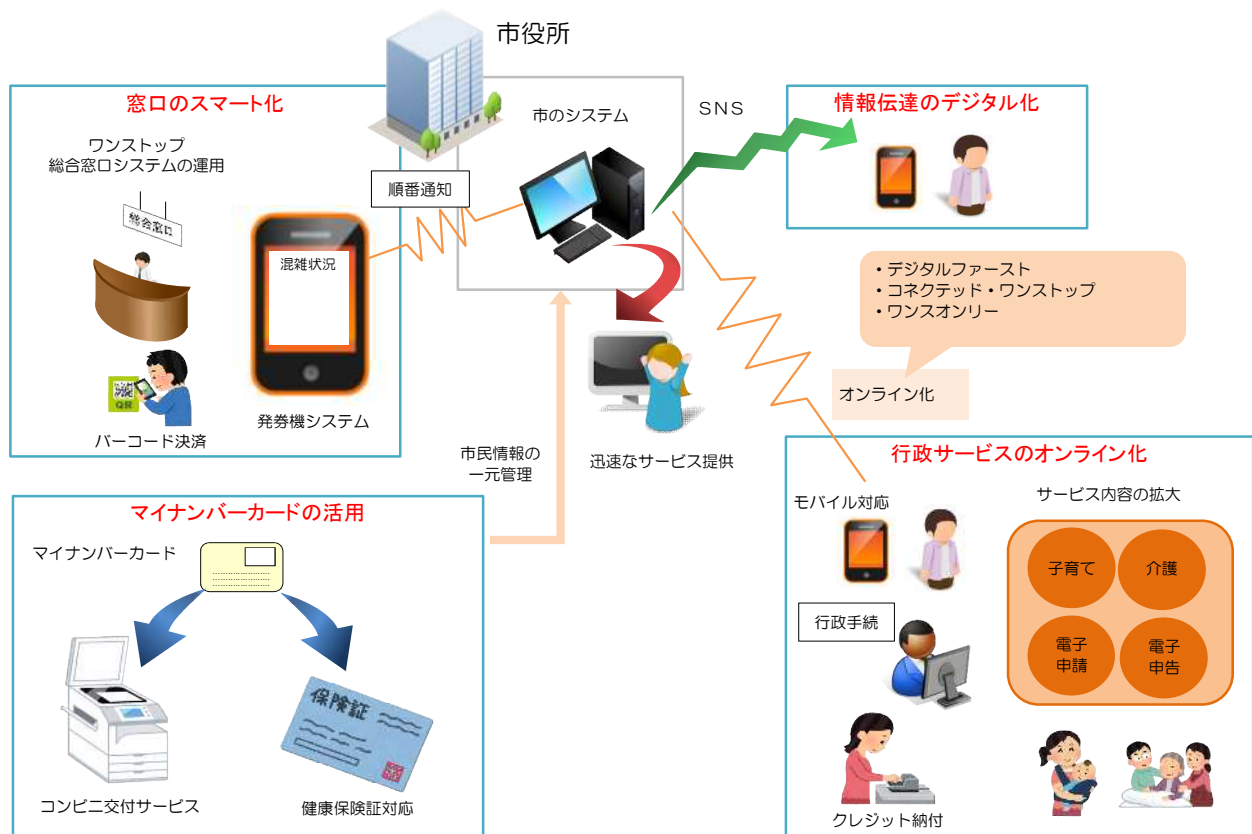 市役所
窓口のスマート化
ワンストップ
総合窓口システムの運用
総合窓口
混雑状況
発券機システム
QR
バーコード決済
順番通知
市のシステム
SNS
情報伝達のデジタル化
・デジタルファースト
・コネクテッド・ワンストップ
・ワンスオンリー
オンライン化
迅速なサービス提供
市民情報の
一元管理
マイナンバーカードの活用
マイナンバーカード
コンビニ交付サービス
保険証
健康保険証対応
行政サービスのオンライン化
モバイル対応
行政手続
クレジット納付
サービス内容の拡大
子育て
介護
電子
申請
電子
申告